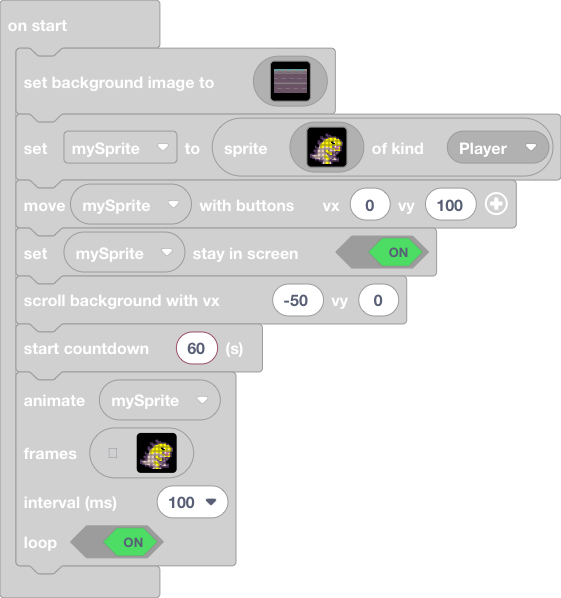 on start
set background image to
set mySprite to sprite of kind Player
move mySprite with buttons vx 0 vy 100
set mySprite stay in screen ON
scroll background with vx -50 vy 0
start countdown 60 (s)
animate mySprite
frames
interval (ms) 100
loop ON